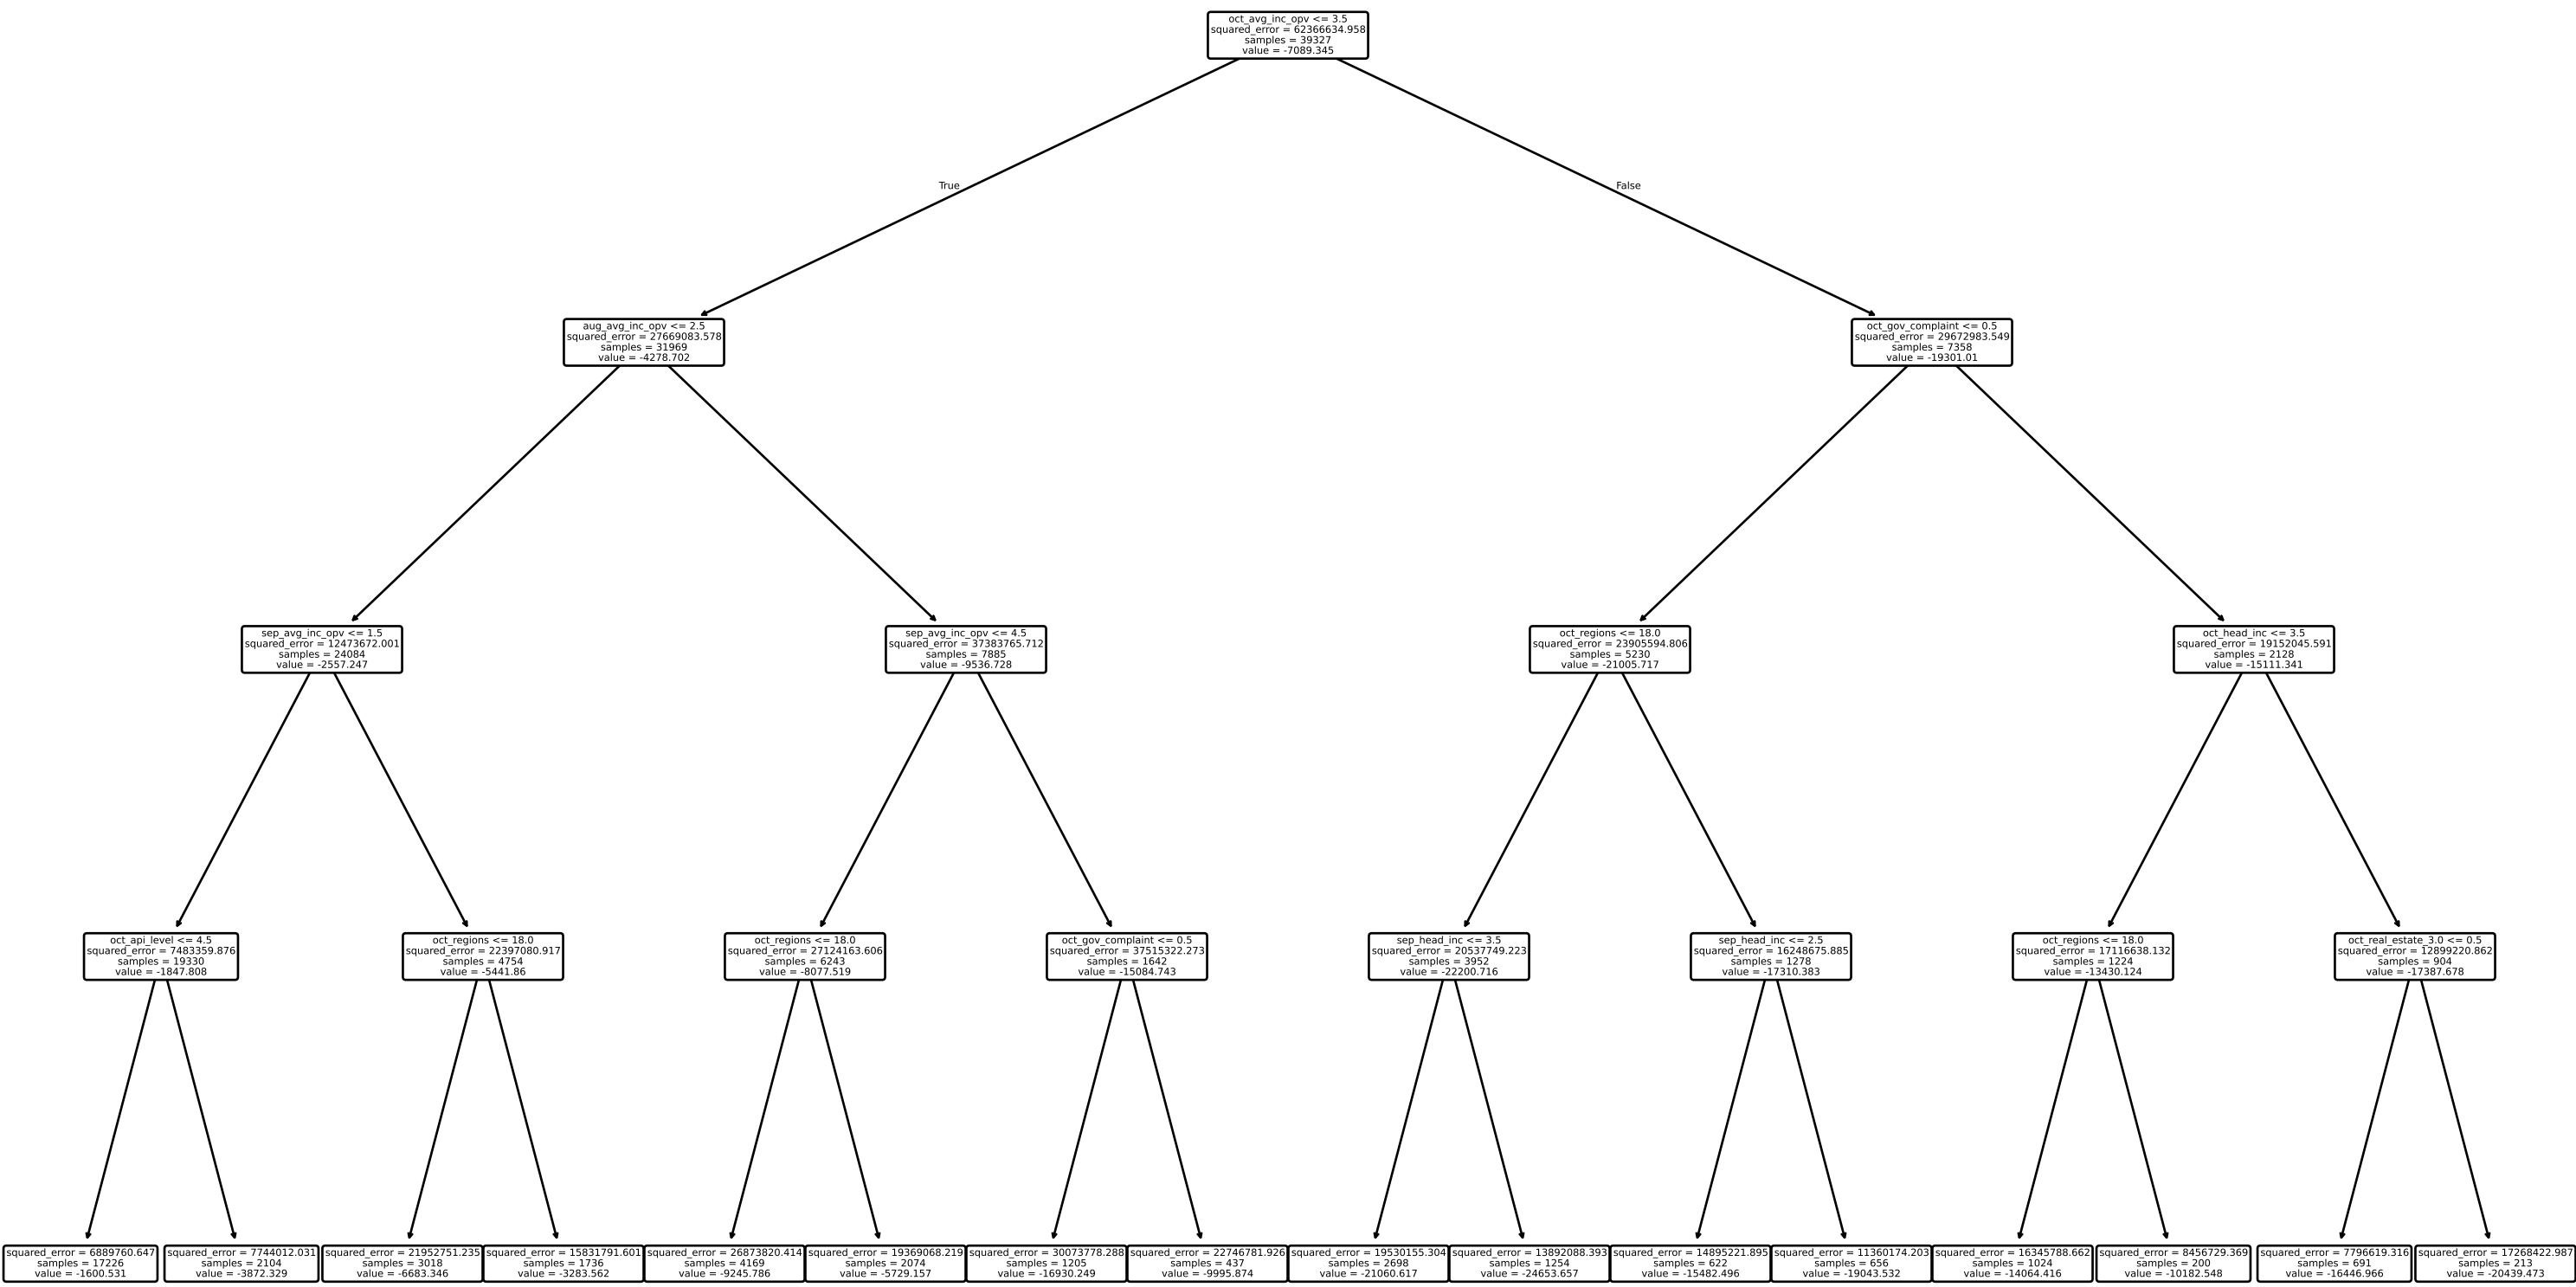 oct_avg_inc_opv <= 3.5
squared_error = 62366634.958
samples = 39327
value = -7089.345
True
False
aug_avg_inc_opv <= 2.5
squared_error = 27669083.578
samples = 31969
value = -4278.702
oct_gov_complaint <= 0.5
squared_error = 29672983.549
samples = 7358
value = -19301.01
sep_avg_inc_opv <= 1.5
squared_error = 12473672.001
samples = 24084
value = -2557.247
sep_avg_inc_opv <= 4.5
squared_error = 37383765.712
samples = 7885
value = -9536.728
oct_regions <= 18.0
squared_error = 23905594.806
samples = 5230
value = -21005.717
oct_head_inc <= 3.5
squared_error = 19152045.591
samples = 2128
value = -15111.341
oct_api_level <= 4.5
squared_error = 7483359.876
samples = 19330
value = -1847.808
oct_regions <= 18.0
squared_error = 22397080.917
samples = 4754
value = -5441.86
oct_regions <= 18.0
squared_error = 27124163.606
samples = 6243
value = -8077.519
oct_gov_complaint <= 0.5
squared_error = 37515322.273
samples = 1642
value = -15084.743
sep_head_inc <= 3.5
squared_error = 20537749.223
samples = 3952
value = -22200.716
sep_head_inc <= 2.5
squared_error = 16248675.885
samples = 1278
value = -17310.383
oct_regions <= 18.0
squared_error = 17116638.132
samples = 1224
value = -13430.124
oct_real_estate_3.0 <= 0.5
squared_error = 12899220.862
samples = 904
value = -17387.678
squared_error = 6889760.647
samples = 17226
value = -1600.531
squared_error = 7744012.031
samples = 2104
value = -3872.329
squared_error = 21952751.235
samples = 3018
value = -6683.346
squared_error = 15831791.601
samples = 1736
value = -3283.562
squared_error = 26873820.414
samples = 4169
value = -9245.786
squared_error = 19369068.219
samples = 2074
value = -5729.157
squared_error = 30073778.288
samples = 1205
value = -16930.249
squared_error = 22746781.926
samples = 437
value = -9995.874
squared_error = 19530155.304
samples = 2698
value = -21060.617
squared_error = 13892088.393
samples = 1254
value = -24653.657
squared_error = 14895221.895
samples = 622
value = -15482.496
squared_error = 11360174.203
samples = 656
value = -19043.532
squared_error = 16345788.662
samples = 1024
value = -14064.416
squared_error = 8456729.369
samples = 200
value = -10182.548
squared_error = 7796619.316
samples = 691
value = -16446.966
squared_error = 17268422.987
samples = 213
value = -20439.473